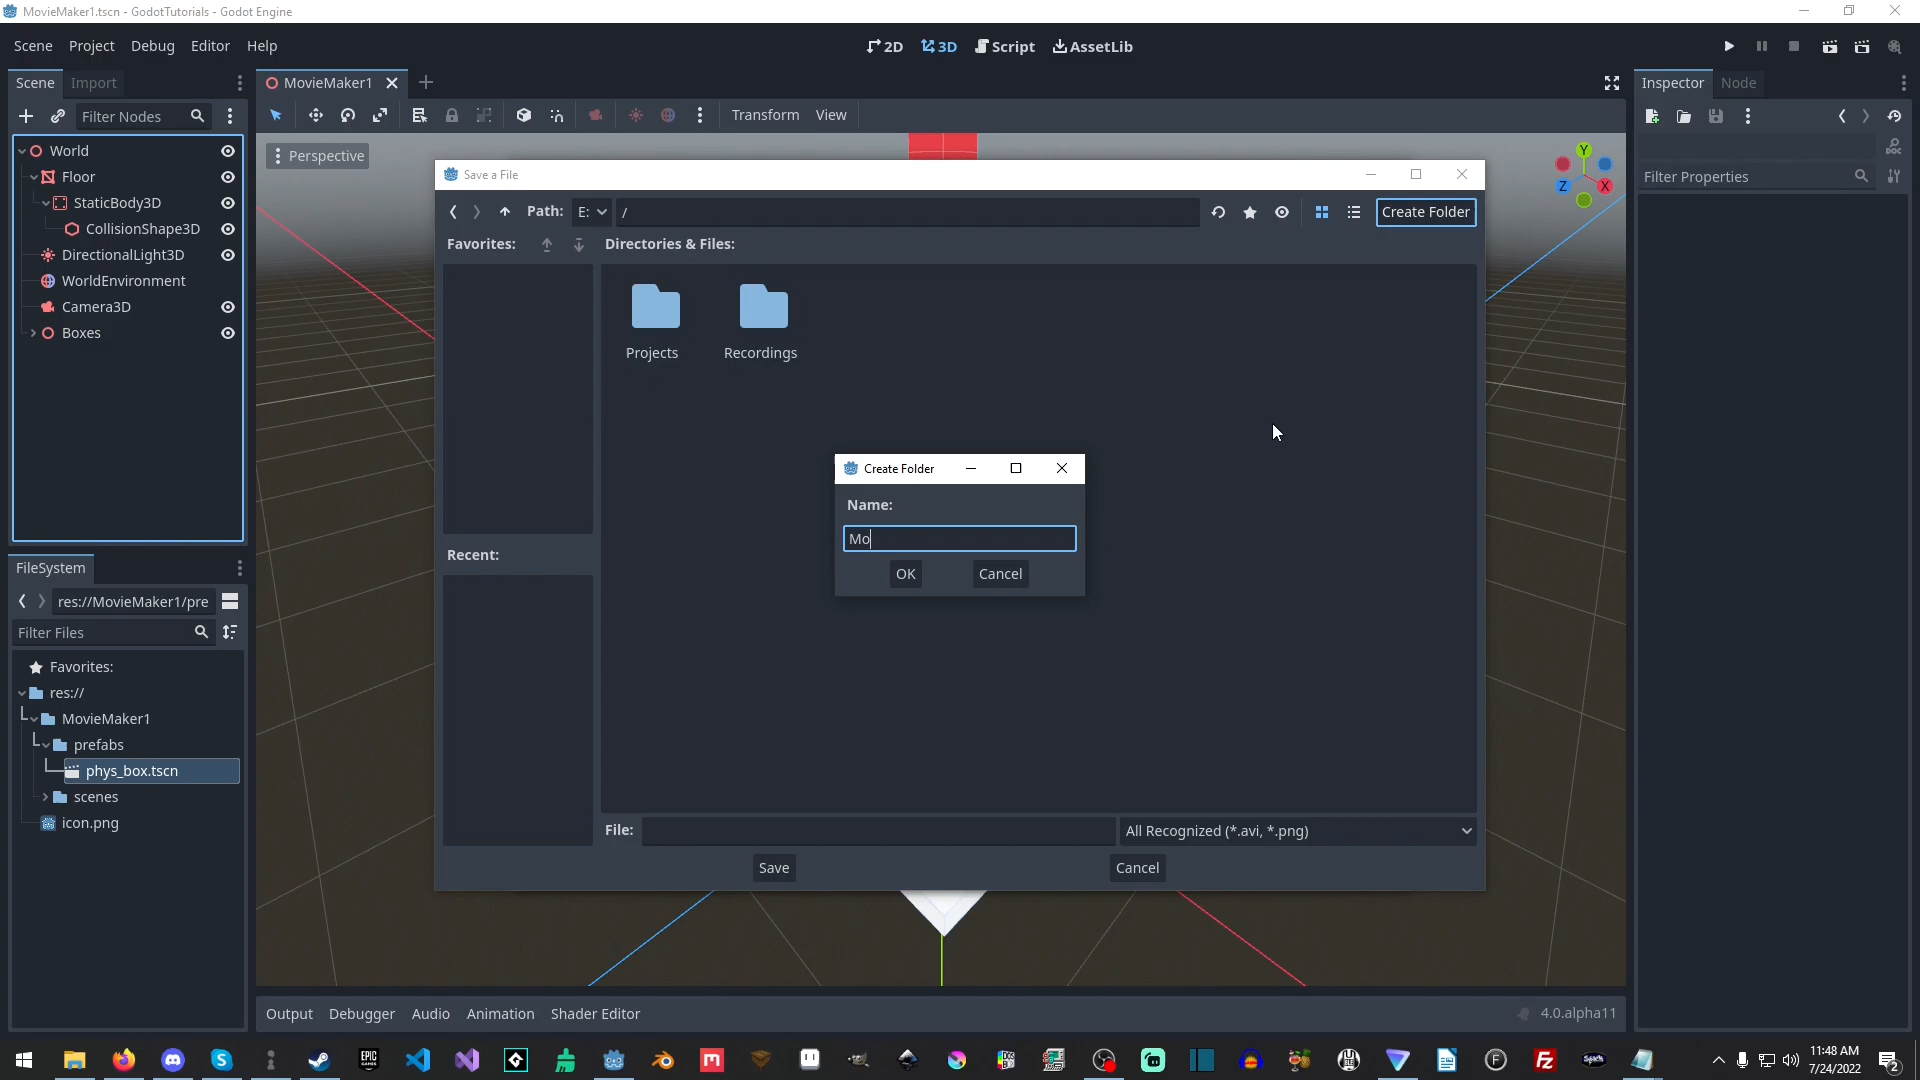 MovieMaker1.tscn - GodotTutorials - Godot Engine
Scene Project Debug Editor Help
2D 3D Script AssetLib
Scene Import
MovieMaker1
Inspector Node
Filter Nodes
Transform View
Perspective
Y
Z X
Filter Properties
World
Floor
StaticBody3D
CollisionShape3D
DirectionalLight3D
WorldEnvironment
Camera3D
Boxes
Save a File
Path: E: / Create Folder
Favorites: Directories & Files:
Projects Recordings
Create Folder
Name:
Mo
OK Cancel
Recent:
File: All Recognized (*.avi, *.png)
Save Cancel
FileSystem
res://MovieMaker1/pre
Filter Files
Favorites:
res://
MovieMaker1
prefabs
phys_box.tscn
scenes
icon.png
Output Debugger Audio Animation Shader Editor 4.0.alpha11
11:48 AM
7/24/2022
2